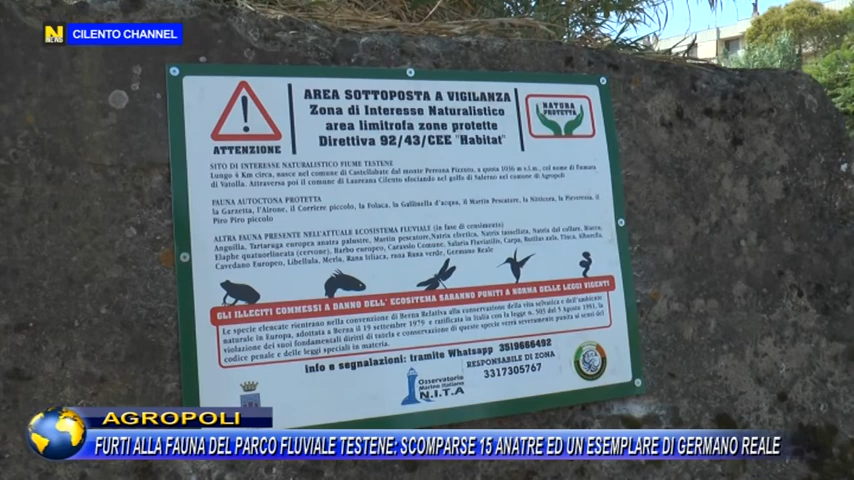 N
NEWS
CILENTO CHANNEL
ATTENZIONE
AREA SOTTOPOSTA A VIGILANZA
Zona di Interesse Naturalistico
area limitrofa zone protette
Direttiva 92/43/CEE "Habitat"
NATURA
PROTETTA
SITO DI INTERESSE NATURALISTICO FIUME TESTENE
Lungo 4 Km circa, nasce nel comune di Castellabate dal monte Perrona Pizzuto, a quota 1036 m s.l.m., col nome di fiumara
di Vatolla. Attraversa poi il comune di Laureana Cilento sfociando nel golfo di Salerno nel comune di Agropoli
FAUNA AUTOCTONA PROTETTA
la Garzetta, l'Airone, il Corriere piccolo, la Folaca, la Gallinella d'acqua, il Martin Pescatore, la Nitticora, la Pieveressa, il
Piro Piro piccolo
ALTRA FAUNA PRESENTE NELL'ATTUALE ECOSISTEMA FLUVIALE (in fase di censimento)
Anguilla, Tartaruga europea anatra palustre, Martin pescatore, Natrix elvetica, Natrix tassellata, Natrix dal collare, Biacco,
Elaphe quatuorlineata (cervone), Barbo europeo, Carassio Comune, Salaria Fluviatilis, Carpa, Rutilus axla, Tinca, Alborella,
Cavedano Europeo, Libellula, Merla, Rana Italica, rana Rana verde, Germano Reale
GLI ILLECITI COMMESSI A DANNO DELL' ECOSITEMA SARANNO PUNITI A NORMA DELLE LEGGI VIGENTI
Le specie elencate rientrano nella convenzione di Berna Relativa alla conservazione della vita selvatica e dell'ambiente
naturale in Europa, adottata a Berna il 19 settembre 1979 e ratificata in Italia con la legge n. 503 del 5 Agosto 1981, la
violazione dei suoi fondamentali diritti di tutela e conservazione di queste specie verrà severamente punita ai sensi del
codice penale e delle leggi speciali in materia.
info e segnalazioni: tramite Whatsapp 3519666492
RESPONSABILE DI ZONA
3317305767
Osservatorio
Marino Italiano
N.I.T.A
AGROPOLI
FURTI ALLA FAUNA DEL PARCO FLUVIALE TESTENE: SCOMPARSE 15 ANATRE ED UN ESEMPLARE DI GERMANO REALE